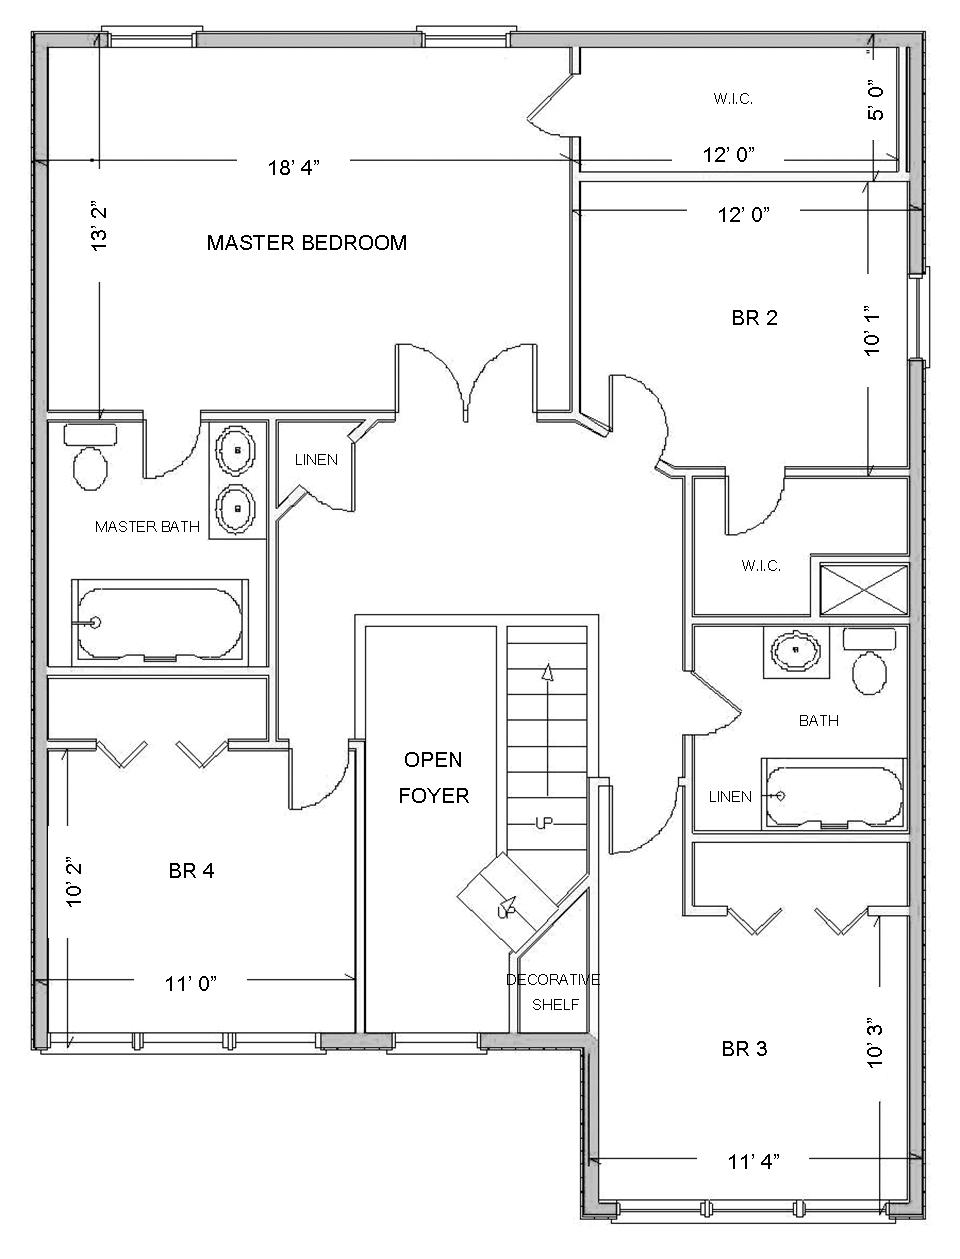 W.I.C.
5' 0”
18' 4”
12' 0”
13' 2”
12' 0”
MASTER BEDROOM
BR 2
10' 1”
LINEN
MASTER BATH
W.I.C.
BATH
OPEN
FOYER
LINEN
UP
BR 4
10' 2”
UP
11' 0”
DECORATIVE
SHELF
BR 3
10' 3”
11' 4”